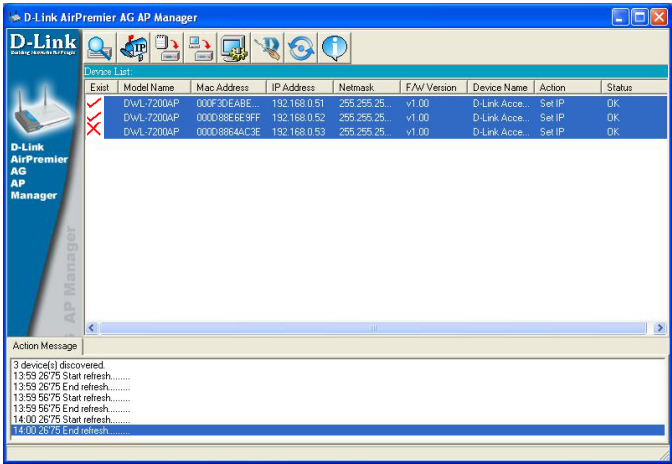 D-Link AirPremier AG AP Manager
D-Link
Building Networks for People
IP
Device List:
Exist Model Name Mac Address IP Address Netmask F/W Version Device Name Action Status
DWL-7200AP 000F3DEABE... 192.168.0.51 255.255.25... v1.00 D-Link Acce... Set IP OK
DWL-7200AP 000D88E6E9FF 192.168.0.52 255.255.25... v1.00 D-Link Acce... Set IP OK
DWL-7200AP 000D8864AC3E 192.168.0.53 255.255.25... v1.00 D-Link Acce... Set IP OK
D-Link
AirPremier
AG
AP
Manager
AP Manager
Action Message
3 device(s) discovered.
13:59 26'75 Start refresh.........
13:59 26'75 End refresh.........
13:59 56'75 Start refresh.........
13:59 56'75 End refresh.........
14:00 26'75 Start refresh.........
14:00 26'75 End refresh.........